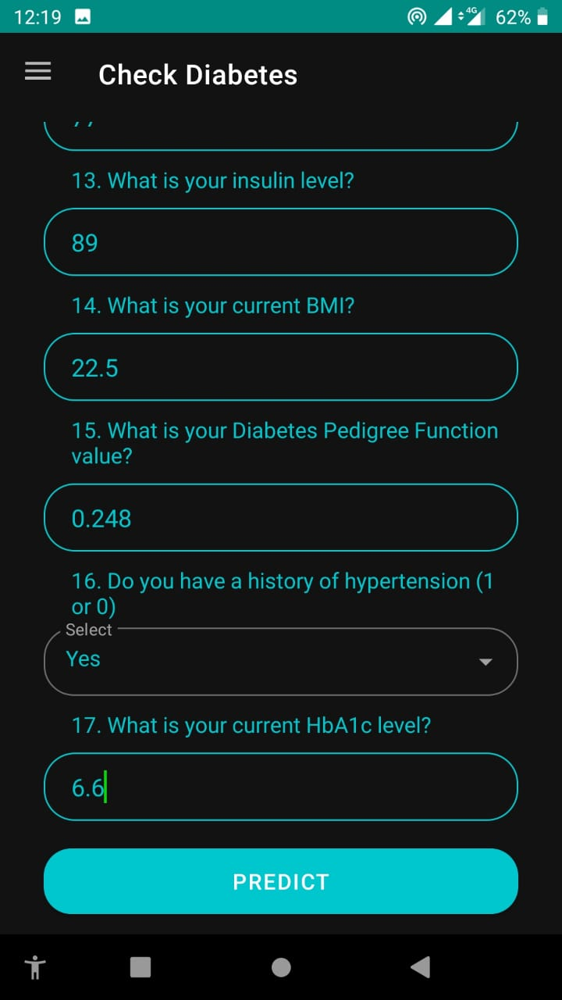 12:19
4G
62%
Check Diabetes
13. What is your insulin level?
89
14. What is your current BMI?
22.5
15. What is your Diabetes Pedigree Function
value?
0.248
16. Do you have a history of hypertension (1
or 0)
Select
Yes
17. What is your current HbA1c level?
6.6
PREDICT